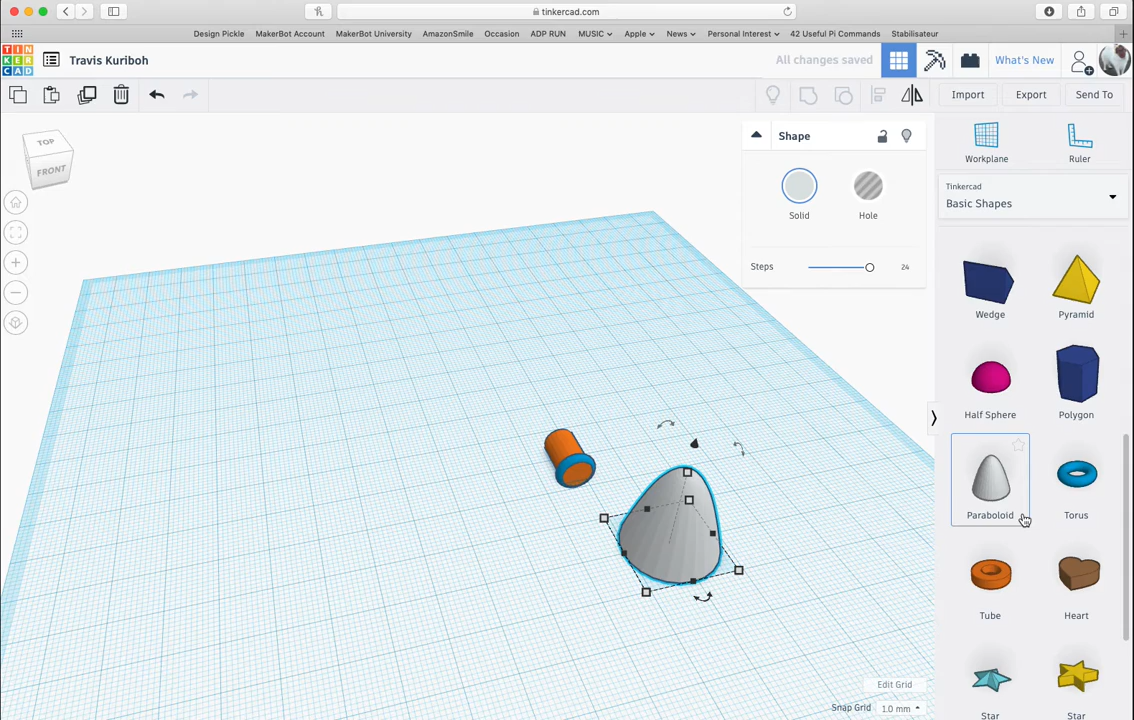 tinkercad.com
Design Pickle MakerBot Account MakerBot University AmazonSmile Occasion ADP RUN MUSIC Apple News Personal Interest 42 Useful Pi Commands Stabilisateur
TIN
KER
CAD
Travis Kuriboh
All changes saved
What's New
Import Export Send To
TOP
FRONT
Shape
Solid Hole
Steps 24
Workplane Ruler
Tinkercad
Basic Shapes
Wedge Pyramid
Half Sphere Polygon
Paraboloid Torus
Tube Heart
Star Star
Edit Grid
Snap Grid 1.0 mm